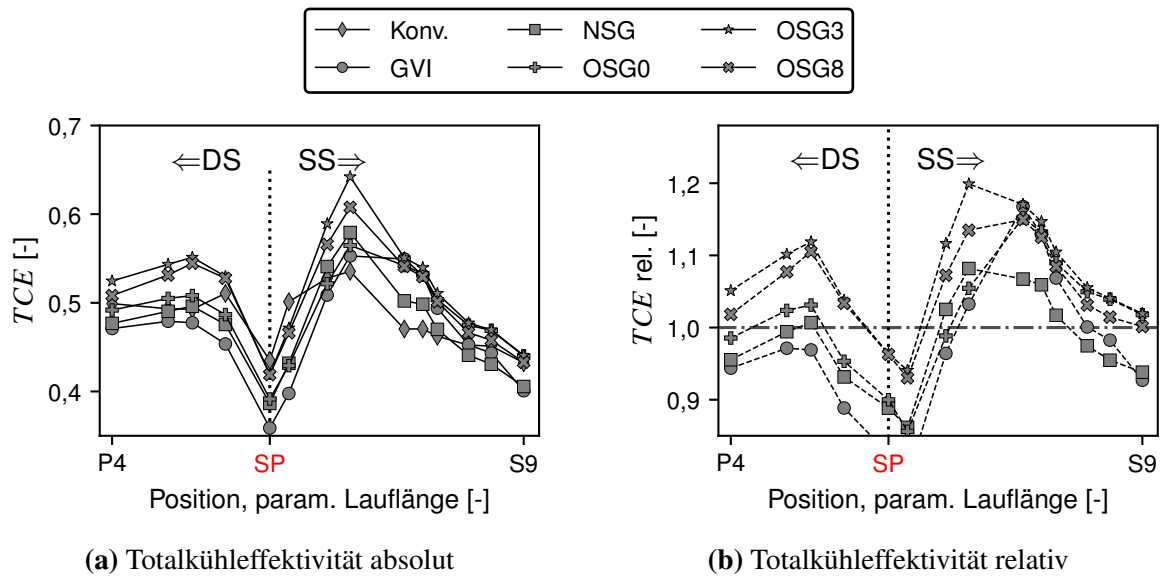 Konv. NSG OSG3
GVI OSG0 OSG8
0,7
0,6
0,5
0,4
TCE [-]
⇐DS SS⇒
P4 SP S9
Position, param. Lauflänge [-]
(a) Totalkühleffektivität absolut
1,2
1,1
1,0
0,9
TCE rel. [-]
⇐DS SS⇒
P4 SP S9
Position, param. Lauflänge [-]
(b) Totalkühleffektivität relativ